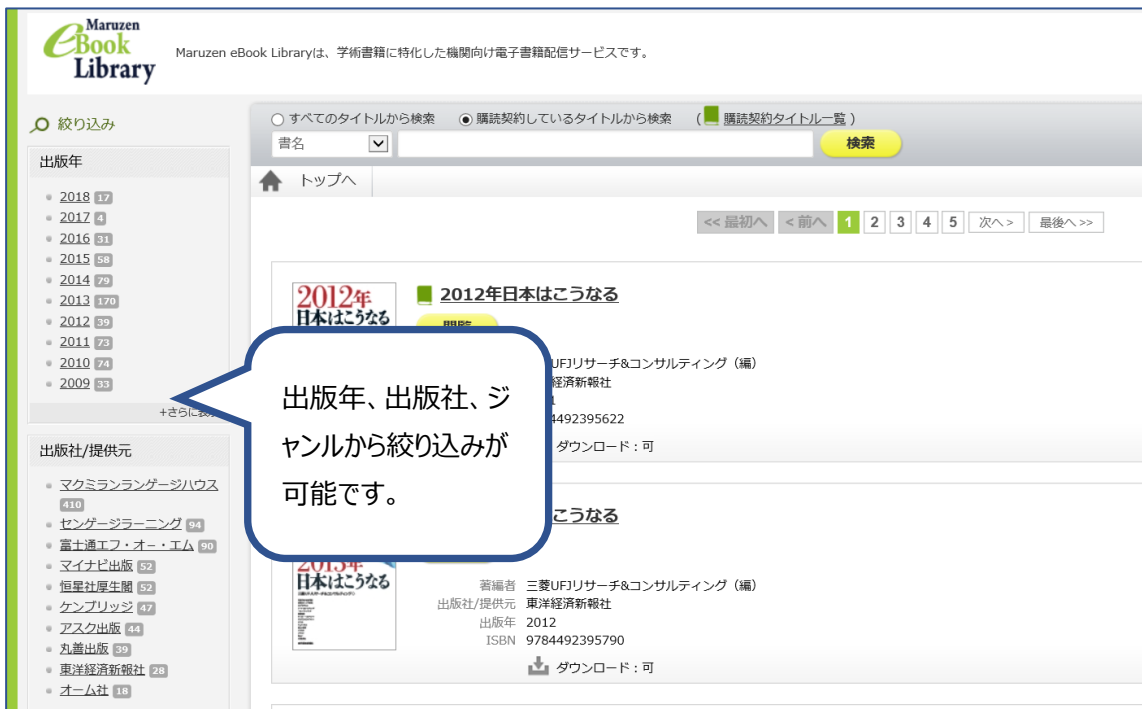 Maruzen
eBook
Library
Maruzen eBook Libraryは、学術書籍に特化した機関向け電子書籍配信サービスです。
絞り込み
出版年
2018 17
2017 4
2016 31
2015 58
2014 79
2013 170
2012 39
2011 73
2010 74
2009 33
+さらに表示
出版社/提供元
マクミランランゲージハウス
410
センゲージラーニング 94
富士通エフ・オー・エム 90
マイナビ出版 52
恒星社厚生閣 52
ケンブリッジ 47
アスク出版 44
丸善出版 39
東洋経済新報社 28
オーム社 18
すべてのタイトルから検索 購読契約しているタイトルから検索 ( 購読契約タイトル一覧 )
書名 検索
トップへ
<< 最初へ < 前へ 1 2 3 4 5 次へ > 最後へ >>
2012年
日本はこうなる
2012年日本はこうなる
閲覧
UFJリサーチ&コンサルティング（編）
経済新報社
4492395622
ダウンロード：可
出版年、出版社、ジ
ャンルから絞り込みが
可能です。
こうなる
2013年
日本はこうなる
著編者 三菱UFJリサーチ&コンサルティング（編）
出版社/提供元 東洋経済新報社
出版年 2012
ISBN 9784492395790
ダウンロード：可